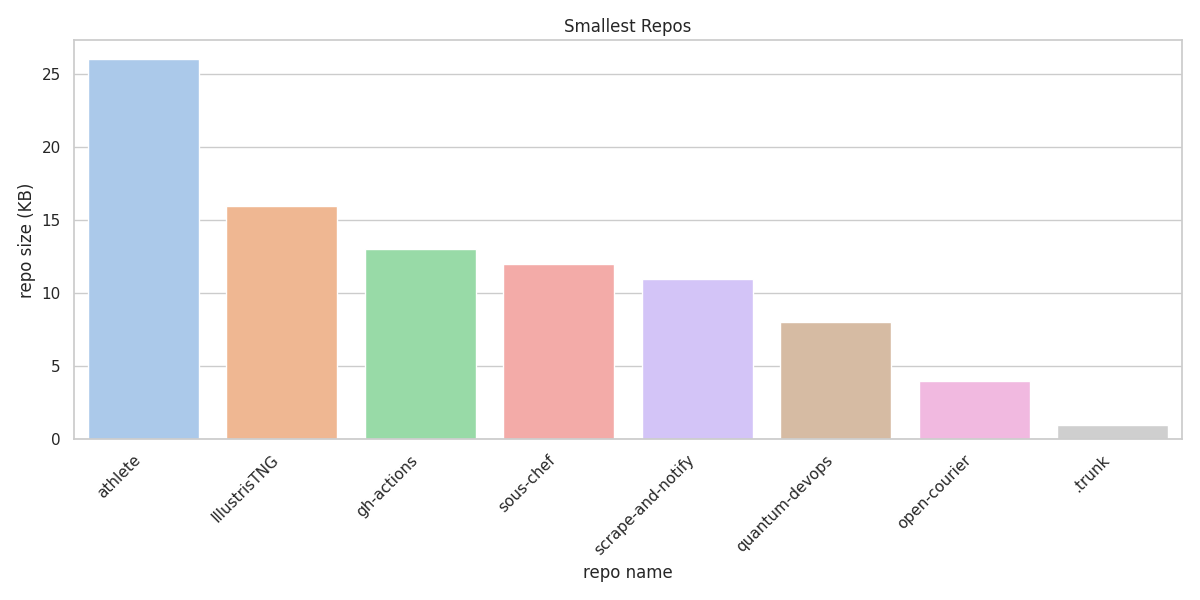 Smallest Repos
repo size (KB)
25
20
15
10
5
0
athlete
IllustrisTNG
gh-actions
sous-chef
scrape-and-notify
quantum-devops
open-courier
.trunk
repo name